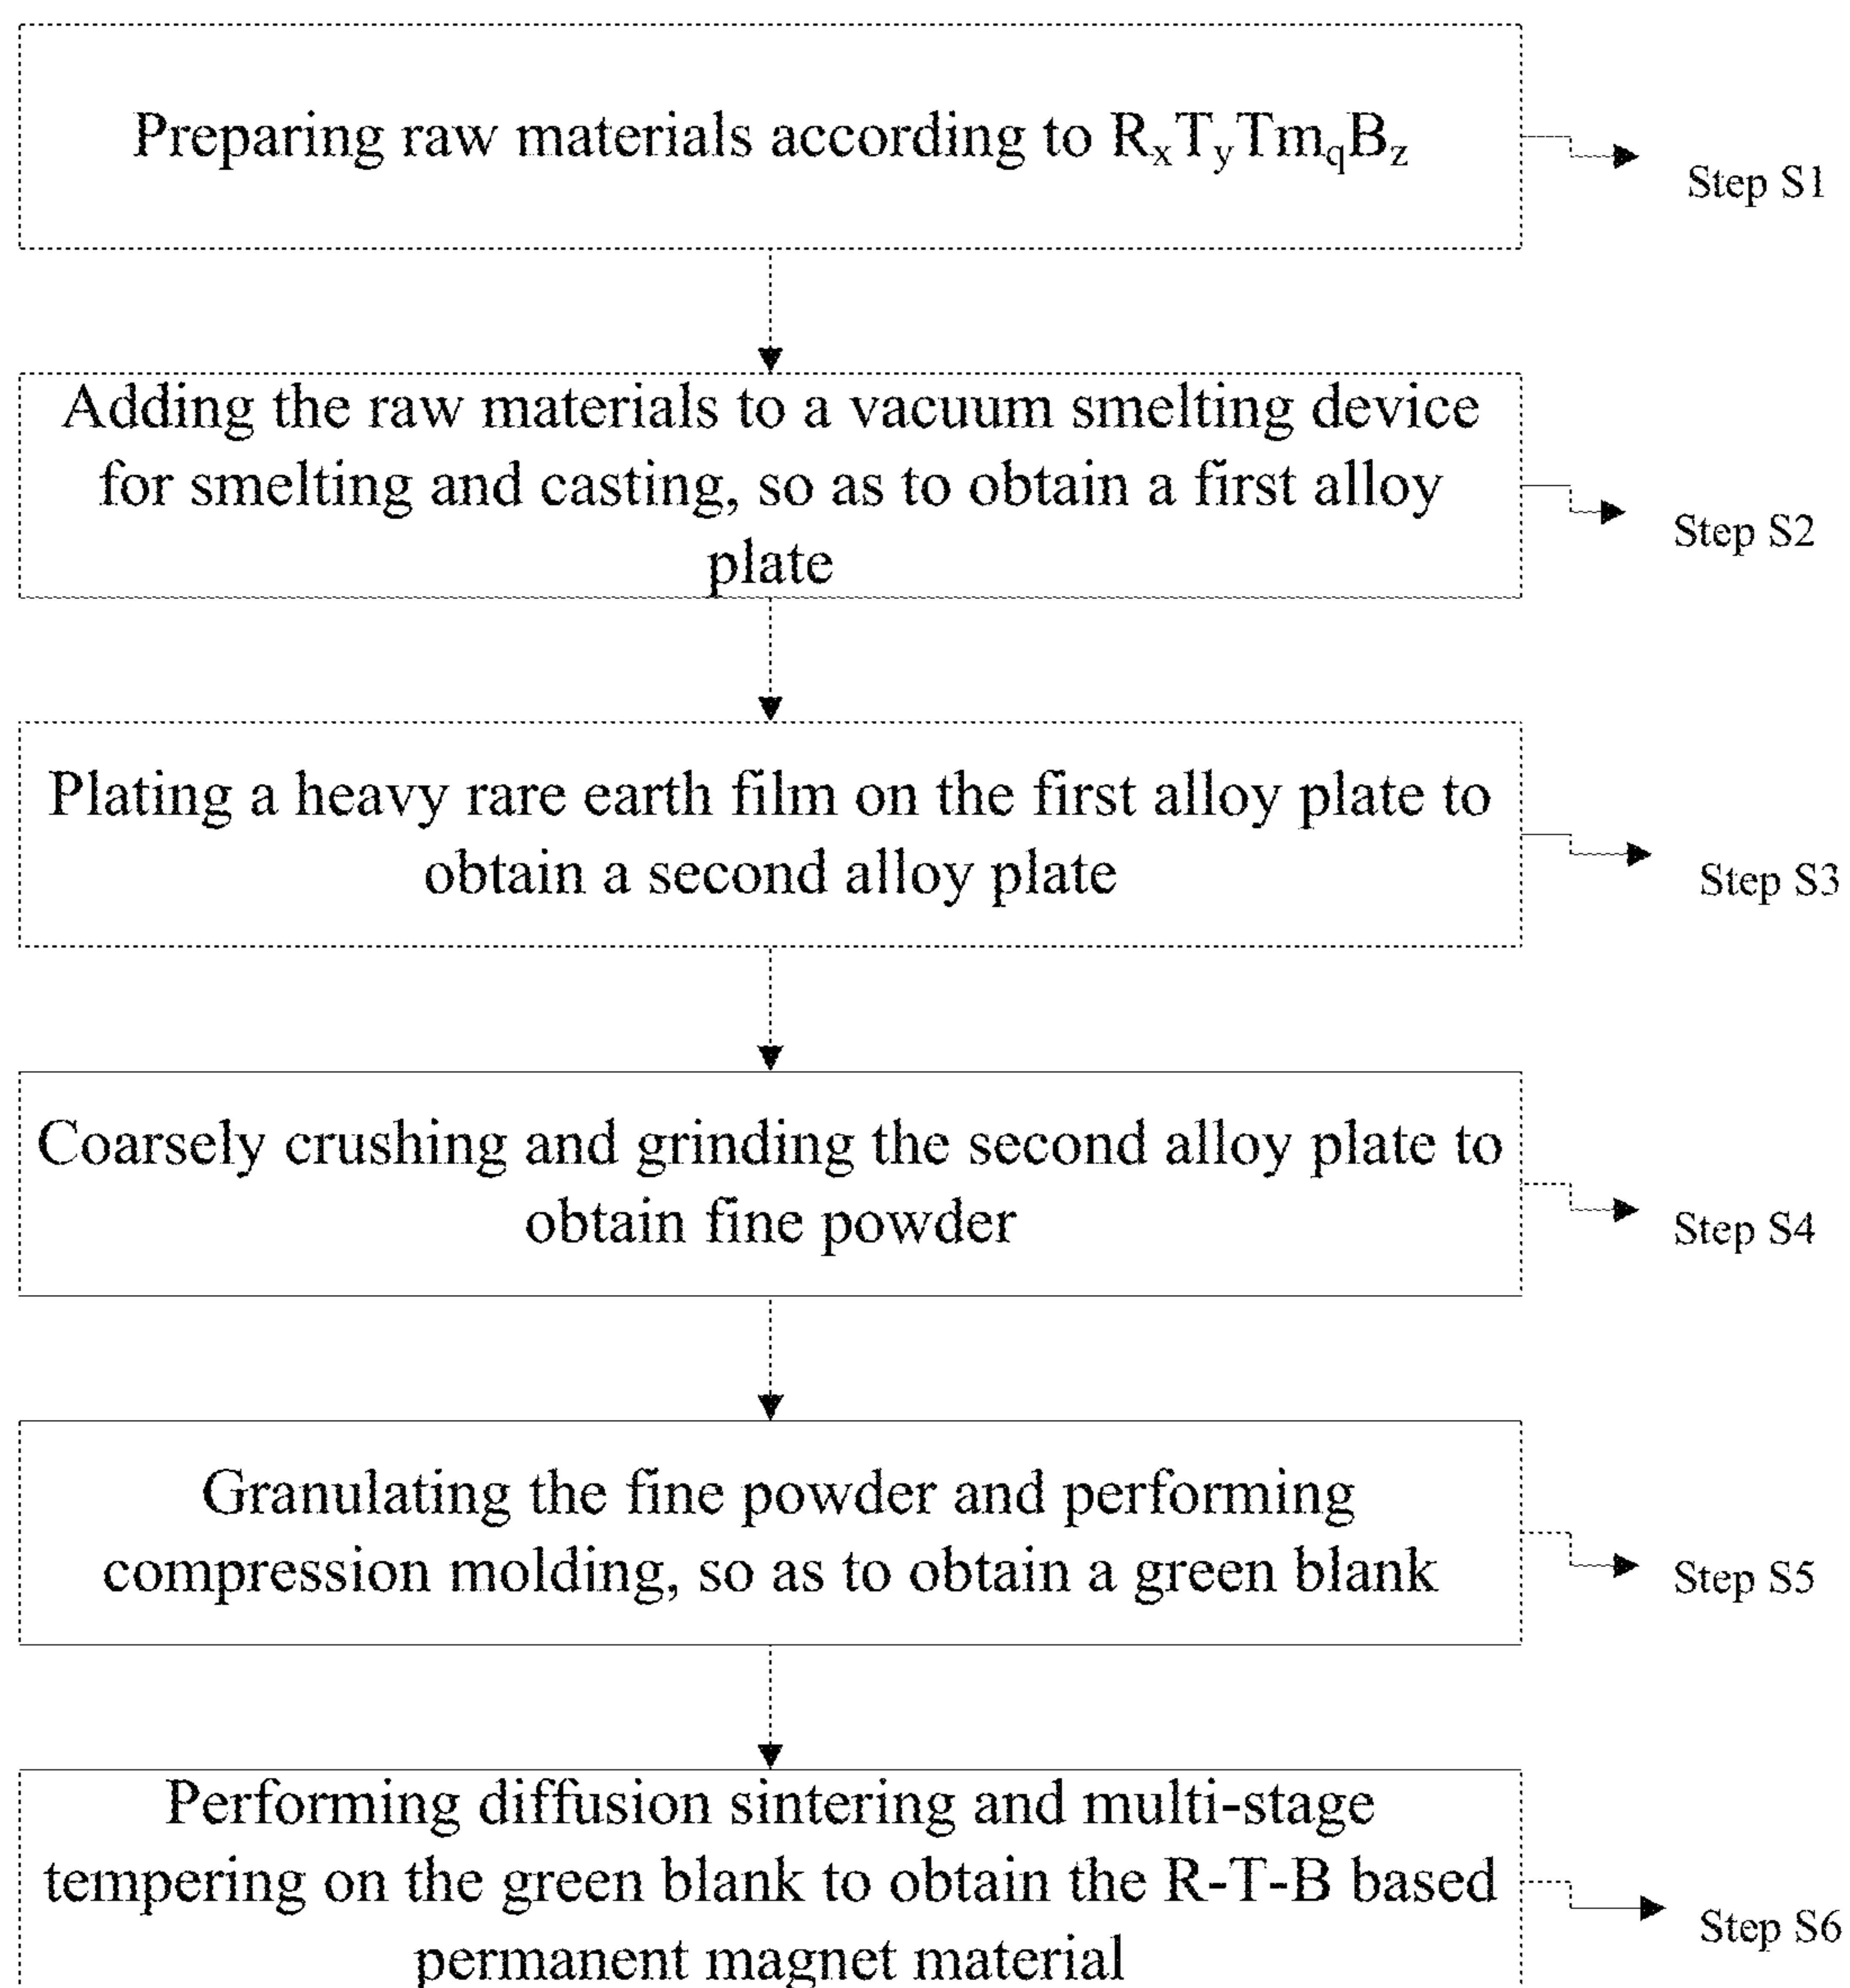 Preparing raw materials according to RₓTᵧTm_qB_z
Step S1
Adding the raw materials to a vacuum smelting device
for smelting and casting, so as to obtain a first alloy
plate
Step S2
Plating a heavy rare earth film on the first alloy plate to
obtain a second alloy plate
Step S3
Coarsely crushing and grinding the second alloy plate to
obtain fine powder
Step S4
Granulating the fine powder and performing
compression molding, so as to obtain a green blank
Step S5
Performing diffusion sintering and multi-stage
tempering on the green blank to obtain the R-T-B based
permanent magnet material
Step S6